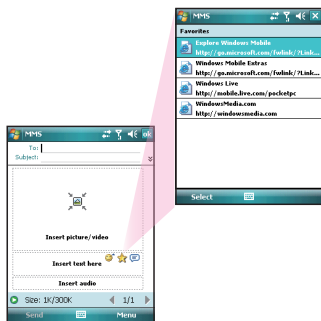 MMS
Favorites
Explore Windows Mobile
http://go.microsoft.com/fwlink/?Link...
Windows Mobile Extras
http://go.microsoft.com/fwlink/?Link...
Windows Live
http://mobile.live.com/pocketpc
WindowsMedia.com
http://windowsmedia.com
Select
MMS ok
To:
Subject:
Insert picture/video
Insert text here
Insert audio
Size: 1K/300K 1/1
Send Menu